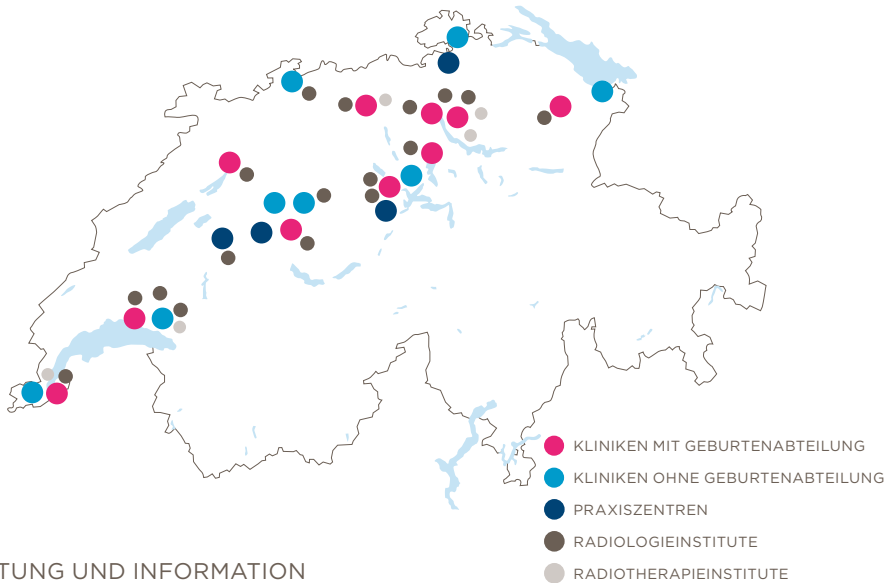 KLINIKEN MIT GEBURTENABTEILUNG
KLINIKEN OHNE GEBURTENABTEILUNG
PRAXISZENTREN
RADIOLOGIEINSTITUTE
RADIOTHERAPIEINSTITUTE
TUNG UND INFORMATION